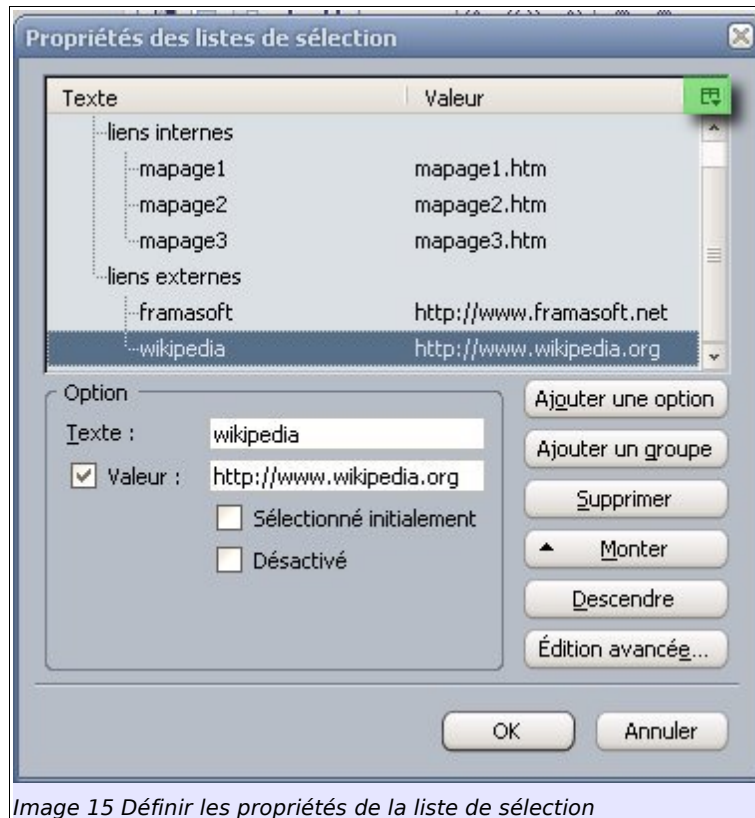 Propriétés des listes de sélection
Texte Valeur
liens internes
mapage1 mapage1.htm
mapage2 mapage2.htm
mapage3 mapage3.htm
liens externes
framasoft http://www.framasoft.net
wikipedia http://www.wikipedia.org
Option
Texte : wikipedia
Valeur : http://www.wikipedia.org
Sélectionné initialement
Désactivé
Ajouter une option
Ajouter un groupe
Supprimer
Monter
Descendre
Édition avancée...
OK Annuler
Image 15 Définir les propriétés de la liste de sélection